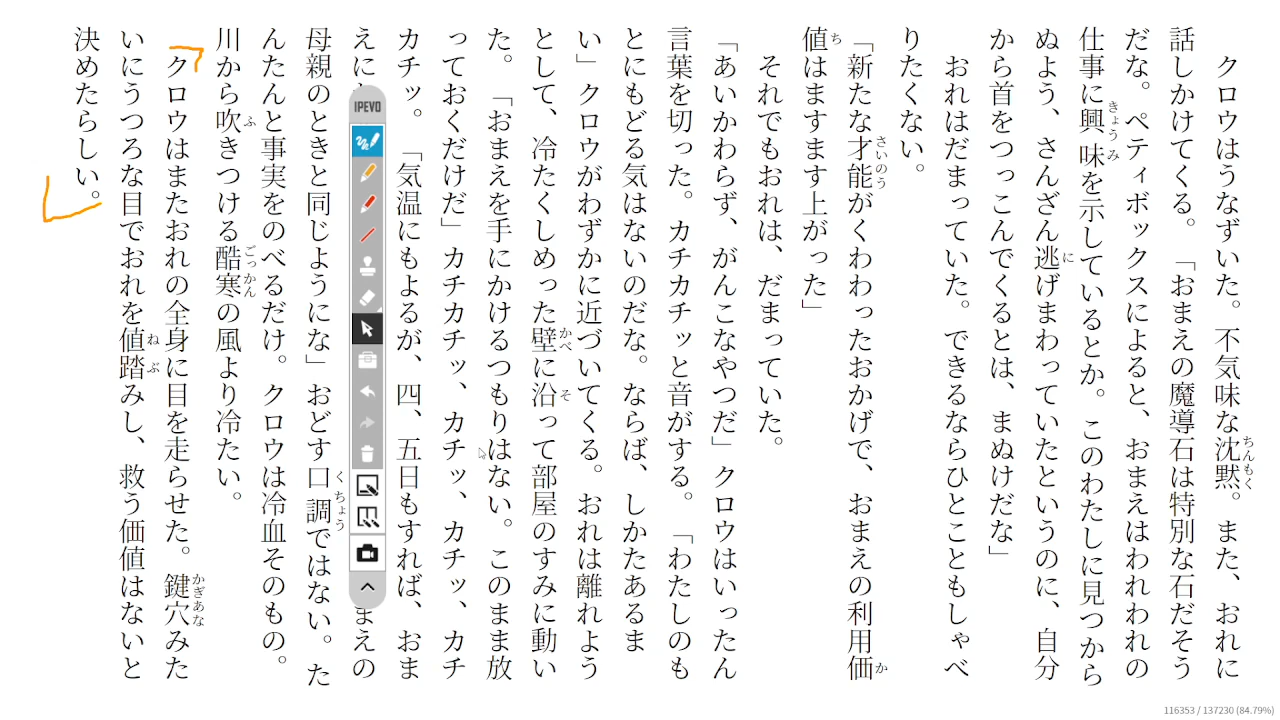 クロウはうなずいた。不気味な沈黙。また、おれに
話しかけてくる。「おまえの魔導石は特別な石だそう
だな。ペティボックスによると、おまえはわれわれの
仕事に興味を示しているとか。このわたしに見つから
ぬよう、さんざん逃げまわっていたというのに、自分
から首をつっこんでくるとは、まぬけだな」
おれはだまっていた。できるならひとこともしゃべ
りたくない。
「新たな才能がくわわったおかげで、おまえの利用価
値はますます上がった」
それでもおれは、だまっていた。
「あいかわらず、がんこなやつだ」クロウはいったん
言葉を切った。カチカチッと音がする。「わたしのも
とにもどる気はないのだな。ならば、しかたあるま
い」クロウがわずかに近づいてくる。おれは離れよう
として、冷たくしめった壁に沿って部屋のすみに動い
た。「おまえを手にかけるつもりはない。このまま放
っておくだけだ」カチカチッ、カチッ、カチッ、カチ
カチッ。「気温にもよるが、四、五日もすれば、おま
えに
まえの
母親のときと同じようにな」おどす口調ではない。た
んたんと事実をのべるだけ。クロウは冷血そのもの。
川から吹きつける酷寒の風より冷たい。
クロウはまたおれの全身に目を走らせた。鍵穴みた
いにうつろな目でおれを値踏みし、救う価値はないと
決めたらしい。
IPEVO
116353 / 137230 (84.79%)